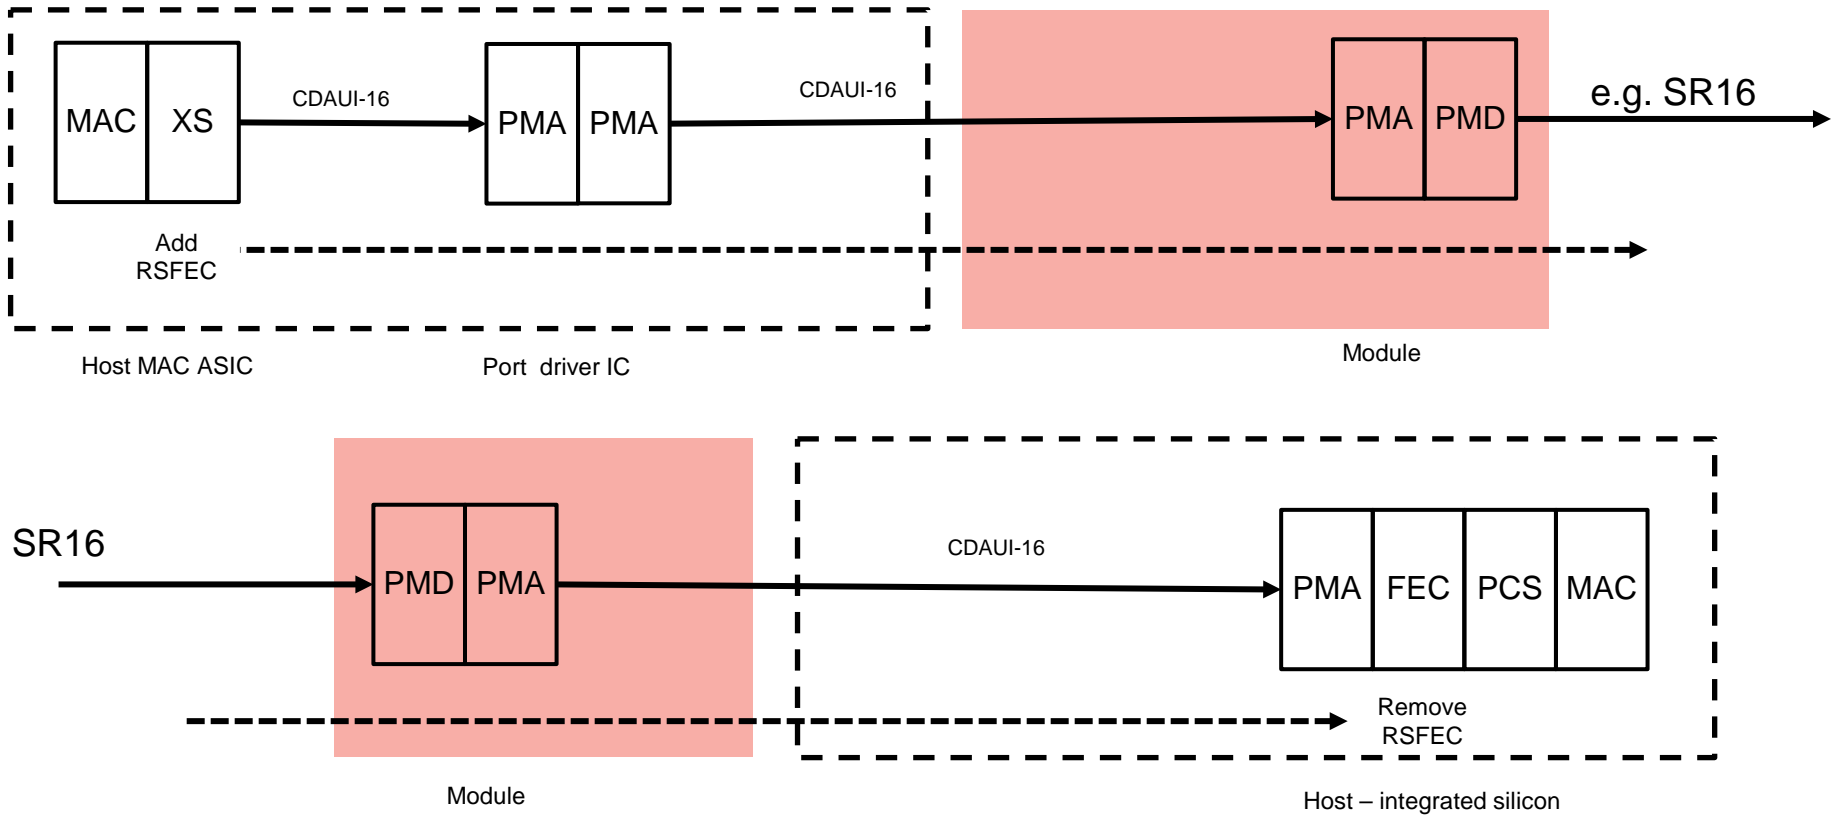 CDAUI-16
CDAUI-16
e.g. SR16
MAC XS
PMA PMA
PMA PMD
Add
RSFEC
Host MAC ASIC
Port driver IC
Module
SR16
CDAUI-16
PMD PMA
PMA FEC PCS MAC
Remove
RSFEC
Module
Host – integrated silicon